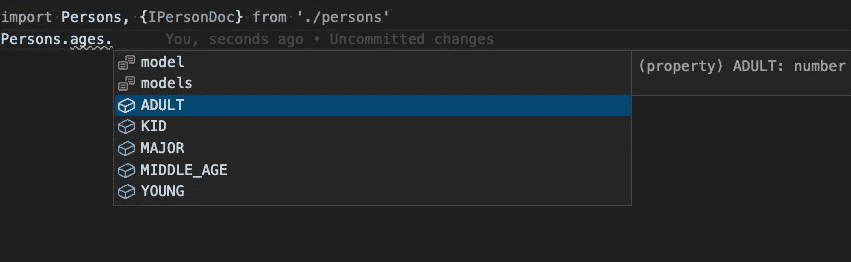 import Persons, {IPersonDoc} from './persons'
Persons.ages. You, seconds ago • Uncommitted changes
model (property) ADULT: number
models
ADULT
KID
MAJOR
MIDDLE_AGE
YOUNG